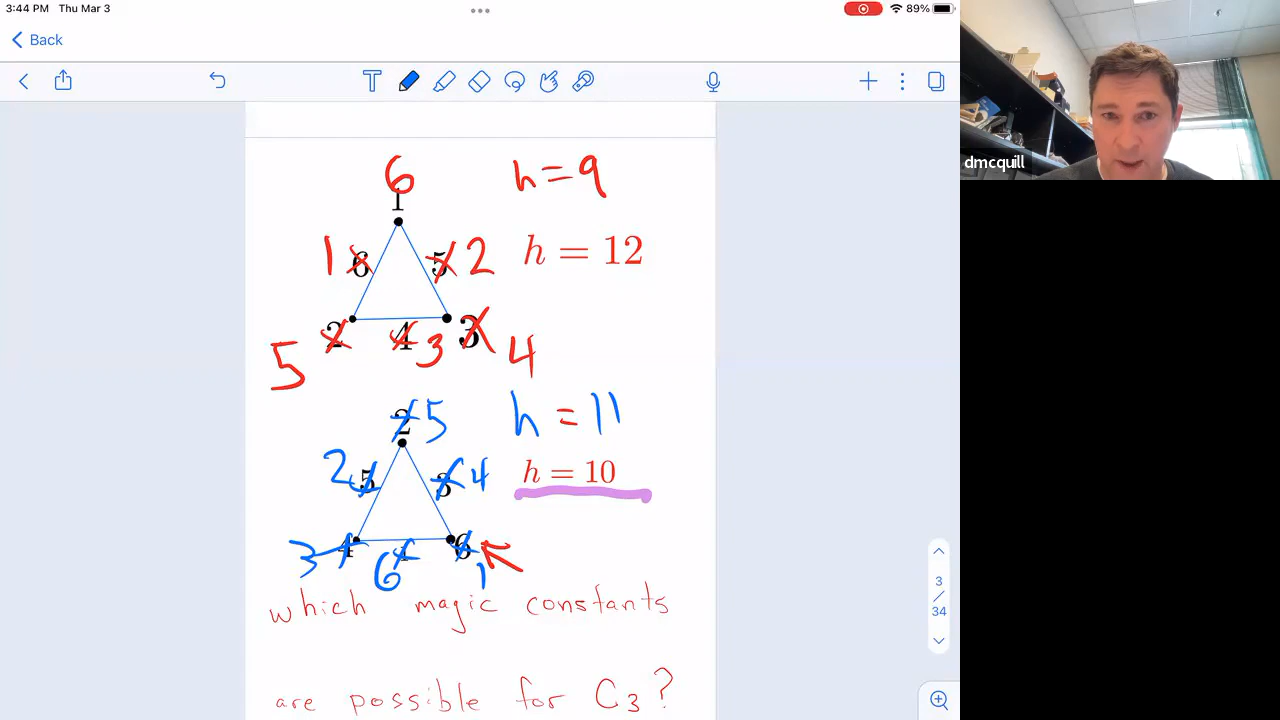 3:44 PM Thu Mar 3
89%
Back
T
6
h=9
1
1 6
5 2
h = 12
2
4 3
3
5
4
2 5
h = 11
2 5
3 4
h = 10
3 4
6
1
6
1
which magic constants
are possible for C3?
3
/
34
dmcquill